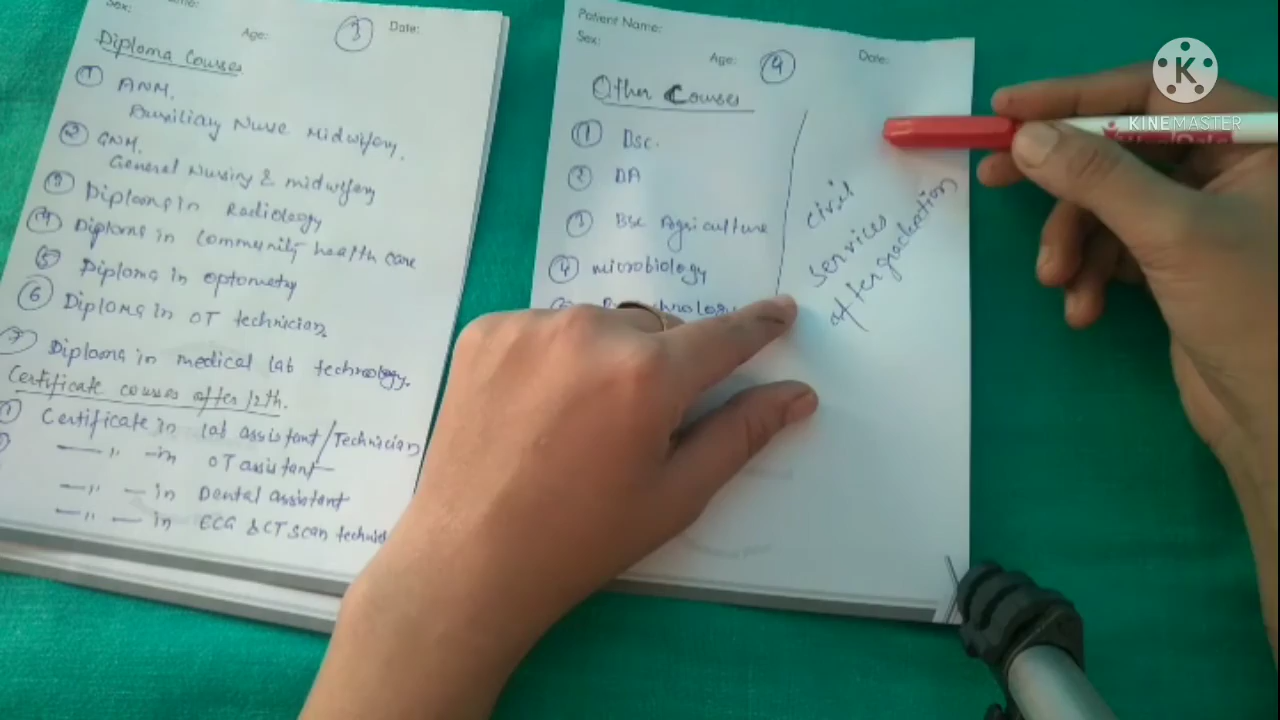 Sex:
Age:
3
Date:
Diploma Courses
1 ANM.
Auxiliary Nurse Midwifery.
2 GNM.
General Nursing & midwifery
3 Diploma in Radiology
4 Diploma in Community health care
5 Diploma in optometry
6 Diploma in OT technician.
7 Diploma in medical lab technology.
Certificate courses after 12th.
1 Certificate in Lab assistant/Technician
—"— in OT assistant
—"— in Dental assistant
—"— in ECG & CT Scan
Patient Name:
Sex:
Age:
4
Date:
Other Courses
1 Dsc.
2 BA
3 BSc Agriculture
4 microbiology
civil
services
after graduation
K
KINEMASTER